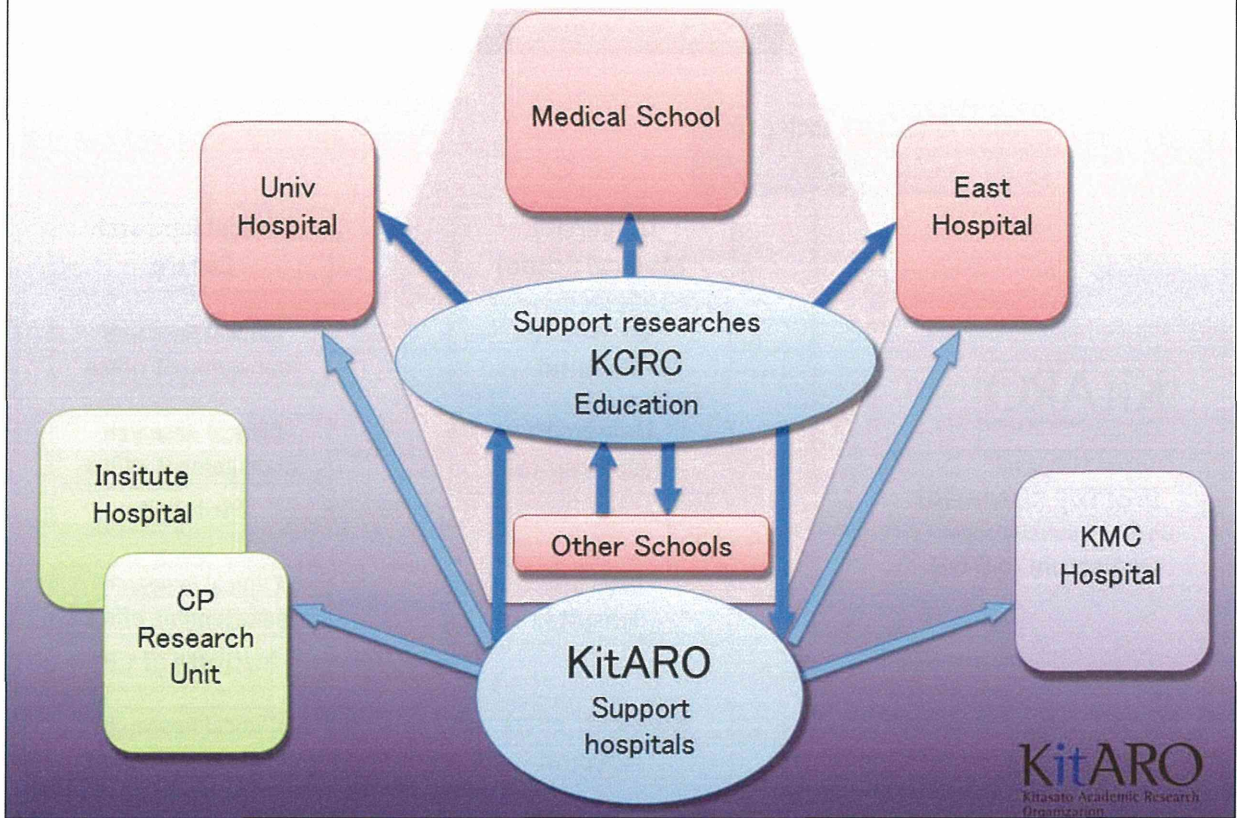 Medical School
Univ
Hospital
East
Hospital
Support researches
KCRC
Education
Insitute
Hospital
Other Schools
KMC
Hospital
CP
Research
Unit
KitARO
Support
hospitals
KitARO
Kitasato Academic Research
Organization